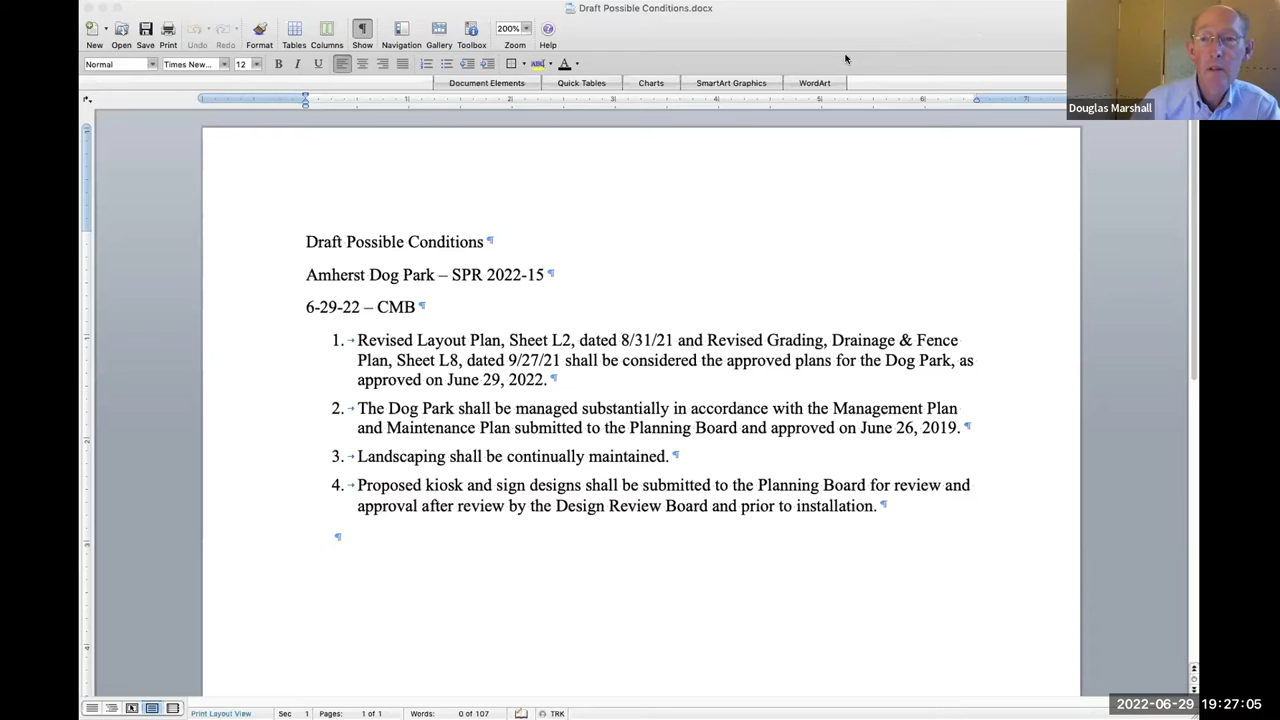 Draft Possible Conditions.docx
New Open Save Print Undo Redo Format Tables Columns Show Navigation Gallery Toolbox Zoom Help
200%
Normal Times New... 12 B I U
Document Elements Quick Tables Charts SmartArt Graphics WordArt
Douglas Marshall
Draft Possible Conditions
Amherst Dog Park – SPR 2022-15
6-29-22 – CMB
1. Revised Layout Plan, Sheet L2, dated 8/31/21 and Revised Grading, Drainage & Fence
Plan, Sheet L8, dated 9/27/21 shall be considered the approved plans for the Dog Park, as
approved on June 29, 2022.
2. The Dog Park shall be managed substantially in accordance with the Management Plan
and Maintenance Plan submitted to the Planning Board and approved on June 26, 2019.
3. Landscaping shall be continually maintained.
4. Proposed kiosk and sign designs shall be submitted to the Planning Board for review and
approval after review by the Design Review Board and prior to installation.
Print Layout View Sec 1 Pages: 1 of 1 Words: 0 of 107 TRK
2022-06-29 19:27:05